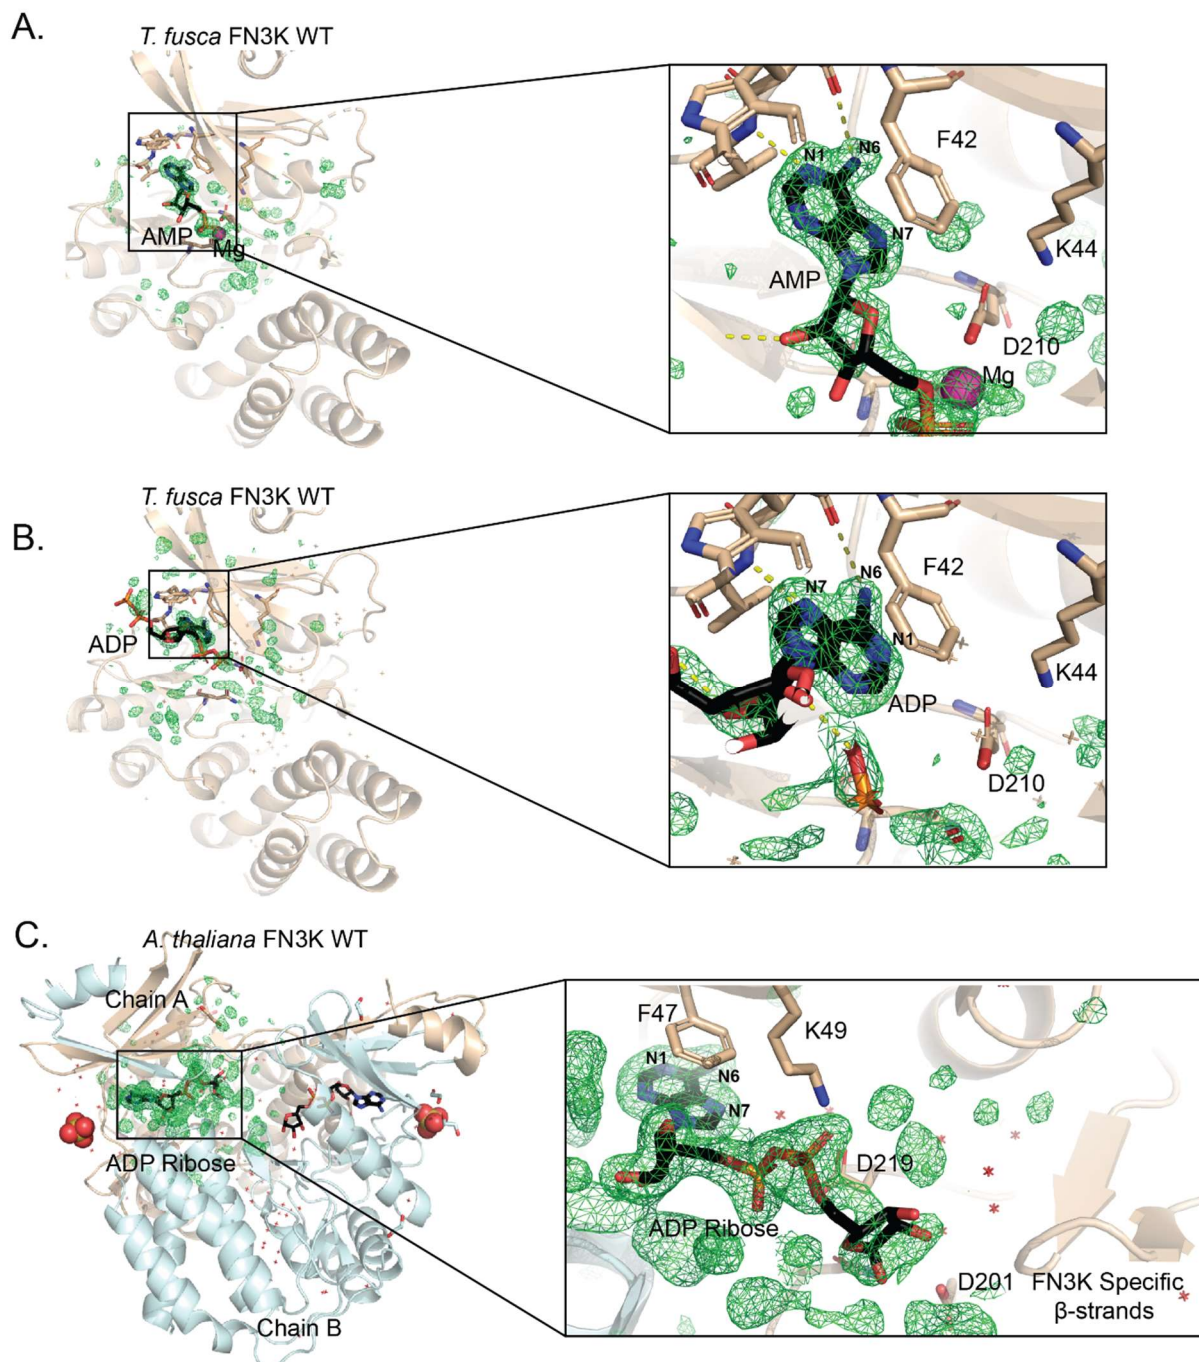 A.
T. fusca FN3K WT
AMP
Mg
N1
N6
F42
N7
K44
AMP
D210
Mg
T. fusca FN3K WT
B.
ADP
N7
N6
F42
N1
K44
ADP
D210
C.
A. thaliana FN3K WT
Chain A
ADP Ribose
Chain B
F47
K49
N1
N6
N7
D219
ADP Ribose
D201
FN3K Specific
β-strands